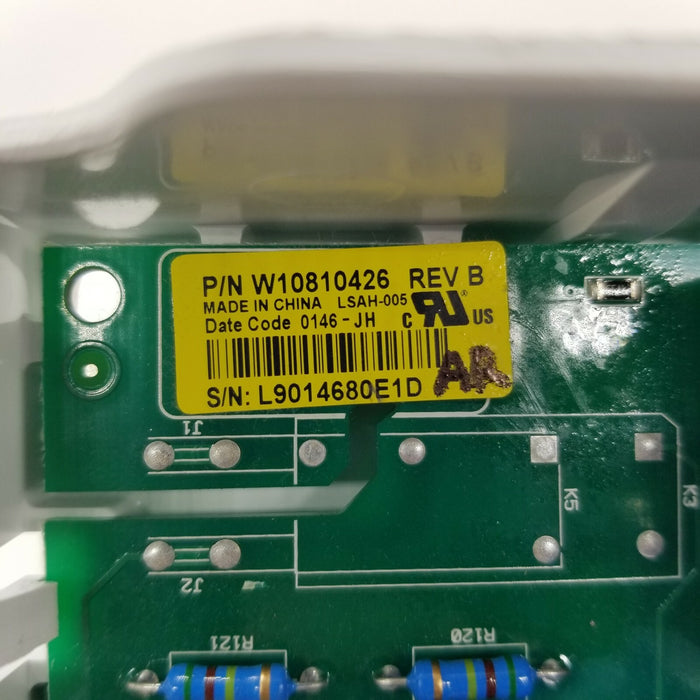 P/N W10810426 REV B
MADE IN CHINA LSAH-005
Date Code 0146-JH c RU ® US
S/N: L9014680E1D AR
J1
K5
K3
J2
R121
R120